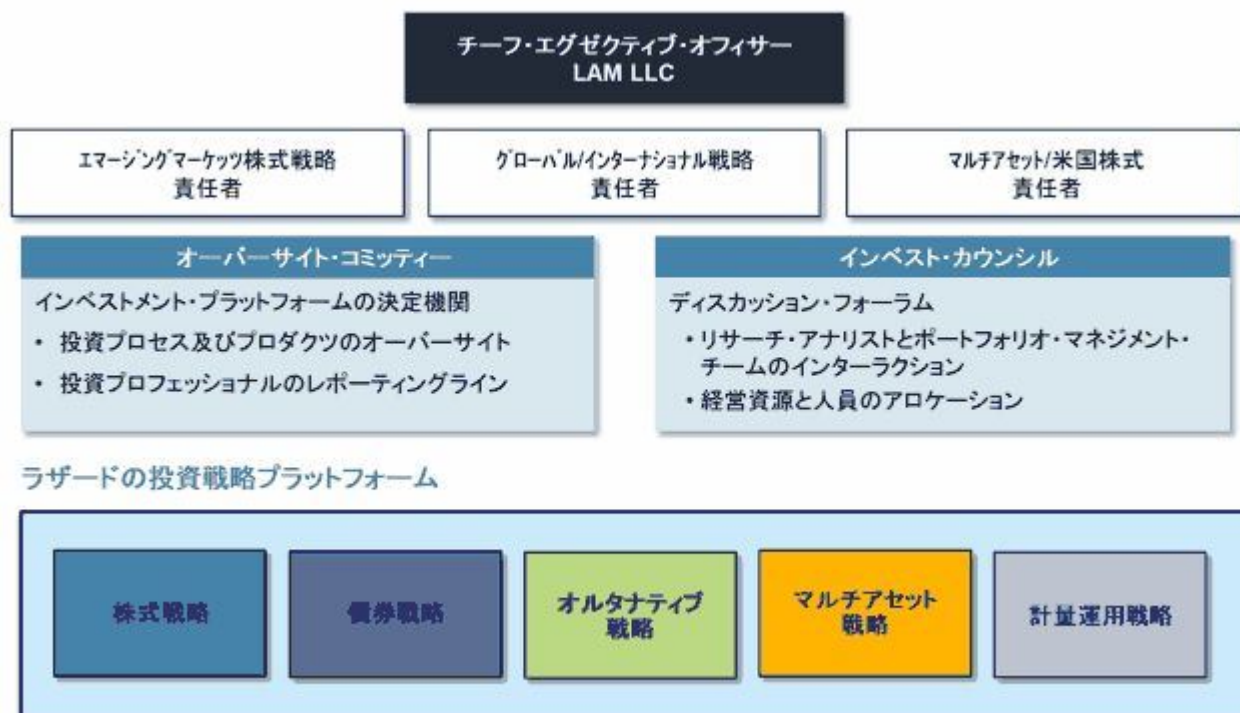 チーフ・エグゼクティブ・オフィサー
LAM LLC
エマージングマーケッツ株式戦略
責任者
グローバル/インターナショナル戦略
責任者
マルチアセット/米国株式
責任者
オーバーサイト・コミッティー
インベストメント・プラットフォームの決定機関
・ 投資プロセス及びプロダクツのオーバーサイト
・ 投資プロフェッショナルのレポーティングライン
インベスト・カウンシル
ディスカッション・フォーラム
・リサーチ・アナリストとポートフォリオ・マネジメント・
チームのインターラクション
・経営資源と人員のアロケーション
ラザードの投資戦略プラットフォーム
株式戦略
債券戦略
オルタナティブ
戦略
マルチアセット
戦略
計量運用戦略